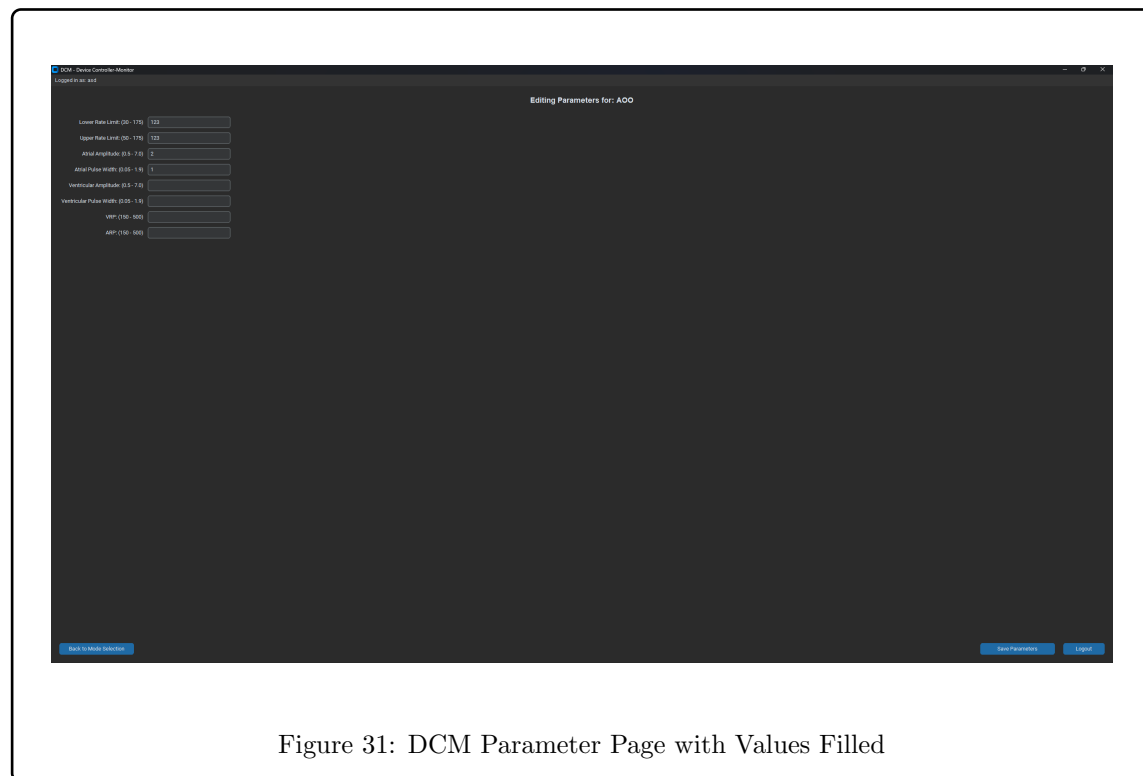 DCM - Device Controller-Monitor
Logged in as: asd
Editing Parameters for: AOO
Lower Rate Limit: (30 - 175) 123
Upper Rate Limit: (50 - 175) 123
Atrial Amplitude: (0.5 - 7.0) 2
Atrial Pulse Width: (0.05 - 1.9) 1
Ventricular Amplitude: (0.5 - 7.0)
Ventricular Pulse Width: (0.05 - 1.9)
VRP: (150 - 500)
ARP: (150 - 500)
Back to Mode Selection Save Parameters Logout
Figure 31: DCM Parameter Page with Values Filled